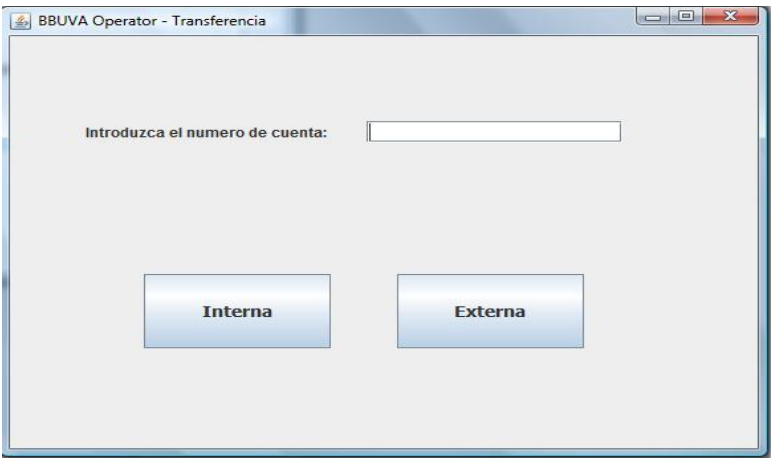 BBUVA Operator - Transferencia
Introduzca el numero de cuenta:
Interna
Externa